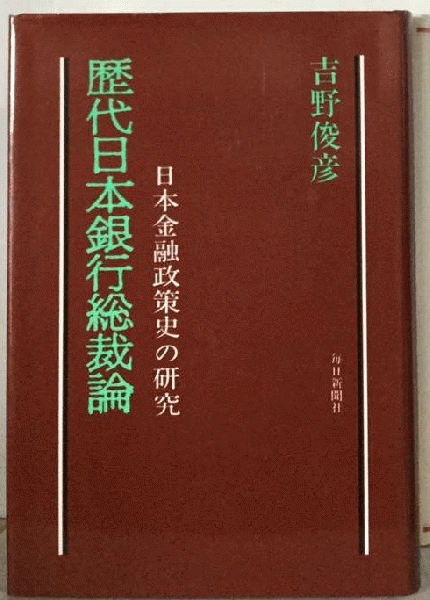 吉野俊彦
毎日新聞社
日本金融政策史の研究
歴代日本銀行総裁論